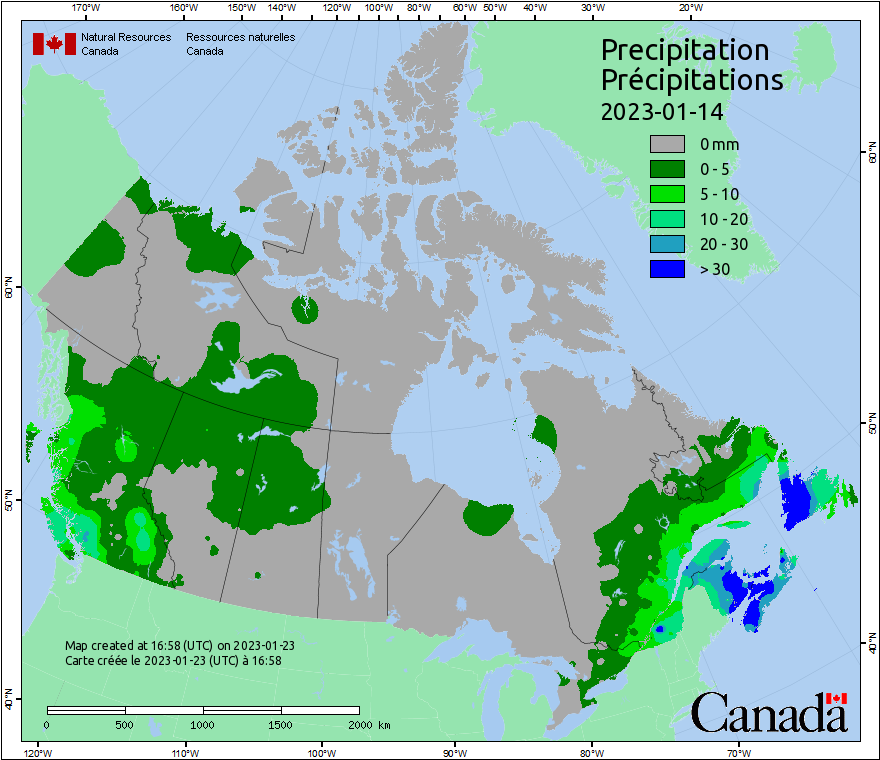 170°W 160°W 150°W 140°W 120°W 100°W 80°W 60°W 50°W 40°W 30°W 20°W
Natural Resources Ressources naturelles
Canada Canada
Precipitation
Précipitations
2023-01-14
0 mm
0 - 5
5 - 10
10 - 20
20 - 30
> 30
60°N
60°N
50°N
50°N
40°N
40°N
Map created at 16:58 (UTC) on 2023-01-23
Carte créée le 2023-01-23 (UTC) à 16:58
0 500 1000 1500 2000 km
Canada
120°W 110°W 100°W 90°W 80°W 70°W